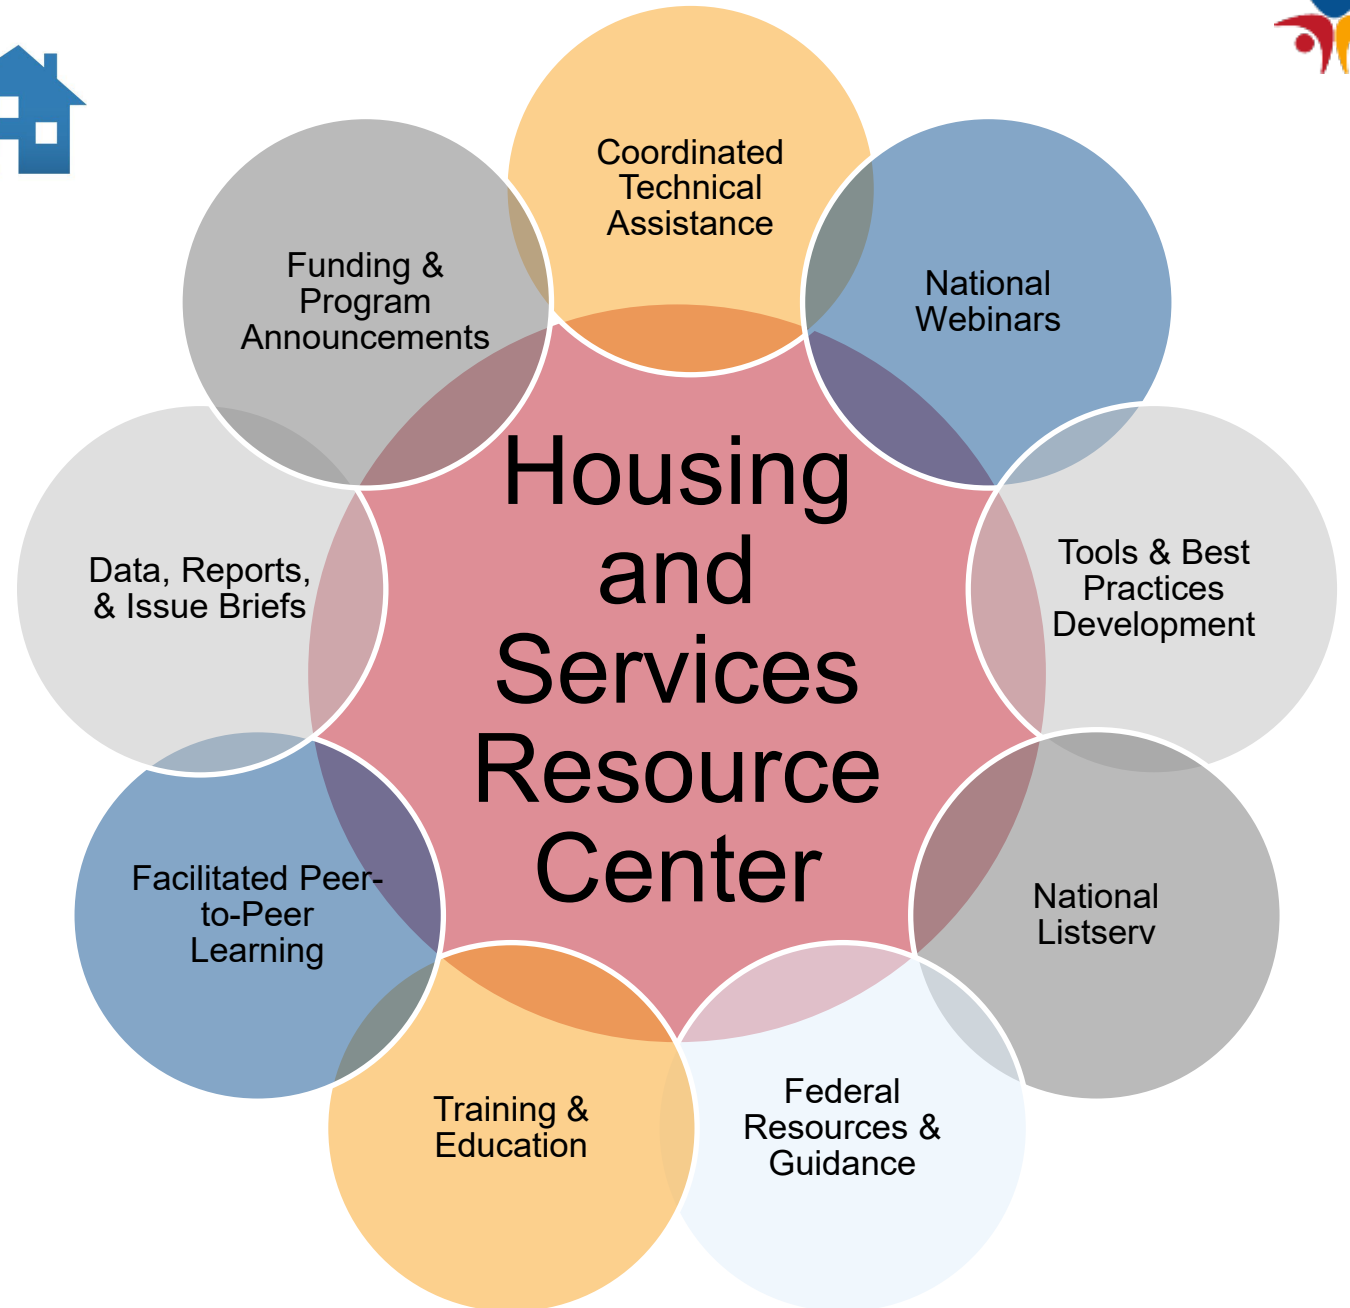 Coordinated
Technical
Assistance
National
Webinars
Tools & Best
Practices
Development
National
Listserv
Federal
Resources &
Guidance
Training &
Education
Facilitated Peer-
to-Peer
Learning
Data, Reports,
& Issue Briefs
Funding &
Program
Announcements
Housing
and
Services
Resource
Center